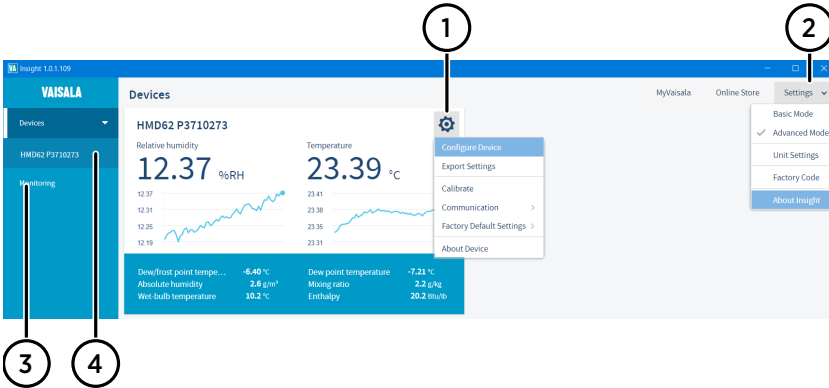 1
2
VA Insight 1.0.1.109
VAISALA
Devices
MyVaisala
Online Store
Settings
Devices
HMD62 P3710273
Monitoring
HMD62 P3710273
Relative humidity
12.37 %RH
12.37
12.31
12.25
12.19
Temperature
23.39 °C
23.41
23.38
23.35
23.31
Dew/frost point tempe... -6.40 °C
Absolute humidity 2.6 g/m³
Wet-bulb temperature 10.2 °C
Dew point temperature -7.21 °C
Mixing ratio 2.2 g/kg
Enthalpy 20.2 Btu/lb
Configure Device
Export Settings
Calibrate
Communication
Factory Default Settings
About Device
Basic Mode
Advanced Mode
Unit Settings
Factory Code
About Insight
3
4